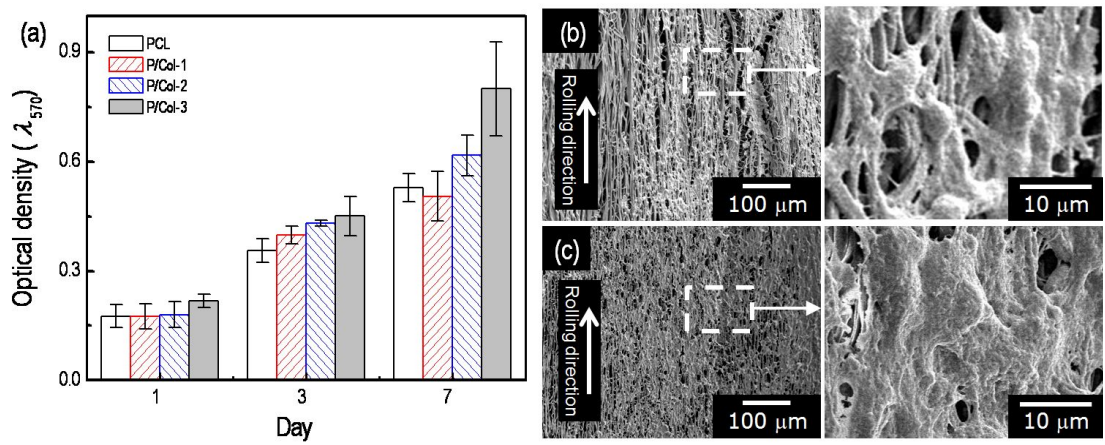 (a)
PCL
P/Col-1
P/Col-2
P/Col-3
Optical density ( λ570)
0.9
0.6
0.3
0.0
1
3
7
Day
(b)
Rolling direction
100 μm
10 μm
(c)
Rolling direction
100 μm
10 μm